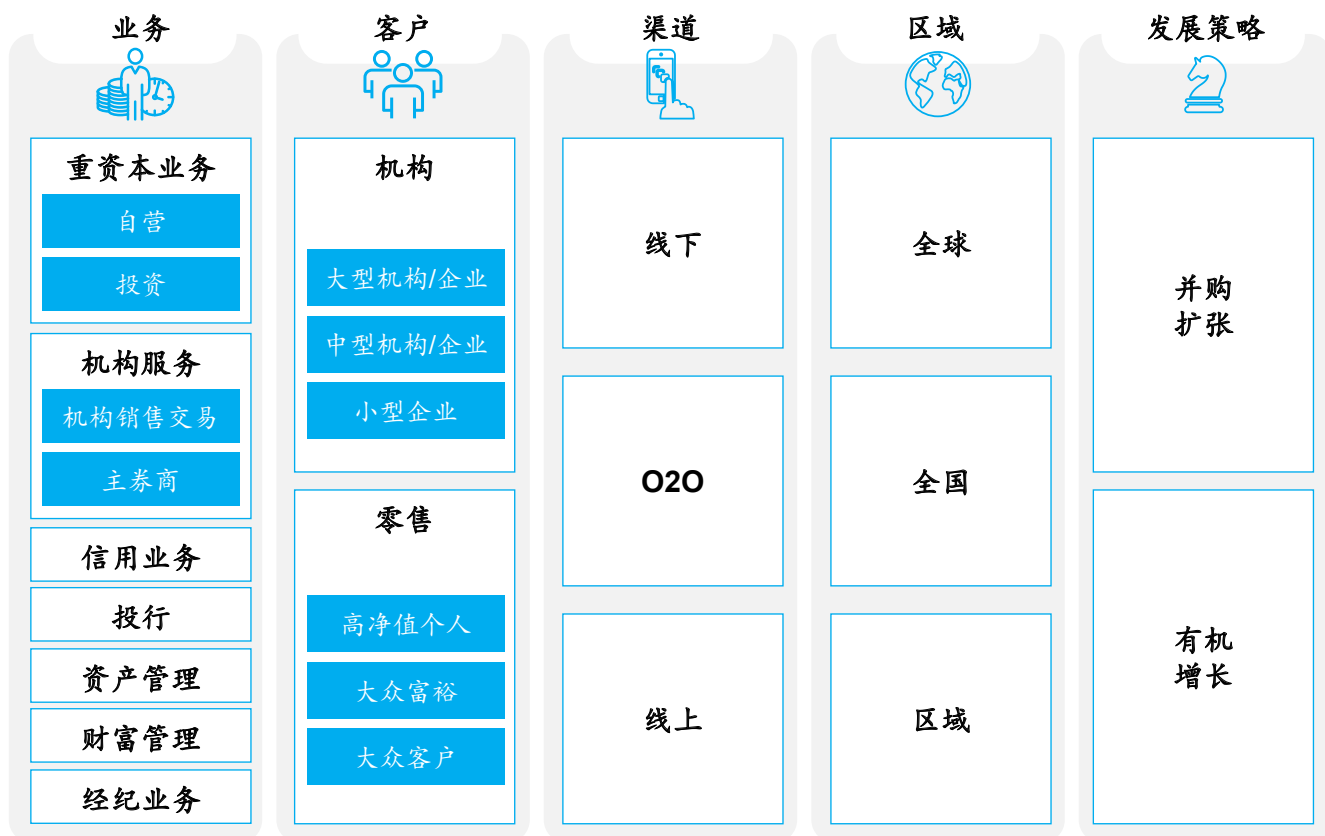 业务
重资本业务
自营
投资
机构服务
机构销售交易
主券商
信用业务
投行
资产管理
财富管理
经纪业务
客户
机构
大型机构/企业
中型机构/企业
小型企业
零售
高净值个人
大众富裕
大众客户
渠道
线下
O2O
线上
区域
全球
全国
区域
发展策略
并购
扩张
有机
增长